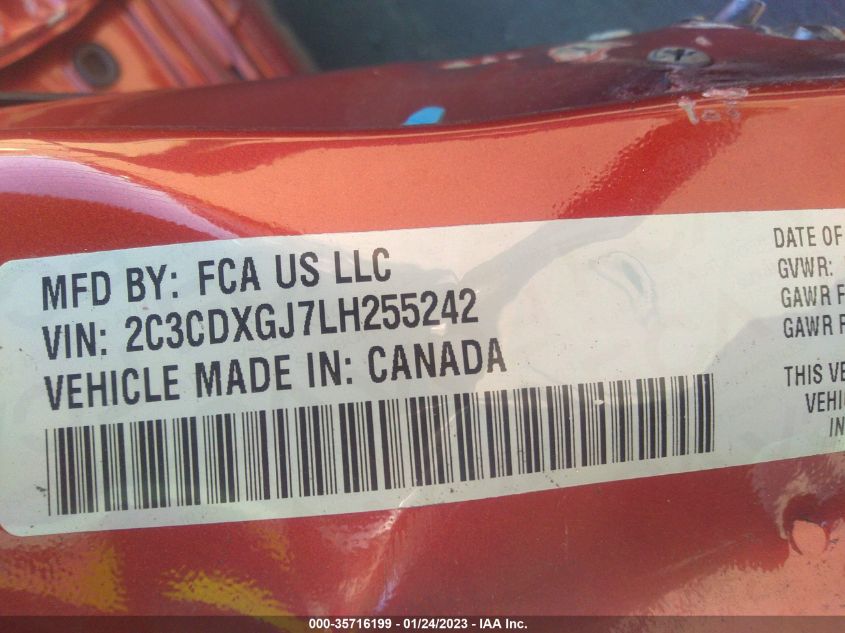 MFD BY: FCA US LLC
VIN: 2C3CDXGJ7LH255242
VEHICLE MADE IN: CANADA
DATE OF
GVWR:
GAWR F
GAWR R
THIS VE
VEHI
IN
000-35716199 - 01/24/2023 - IAA Inc.